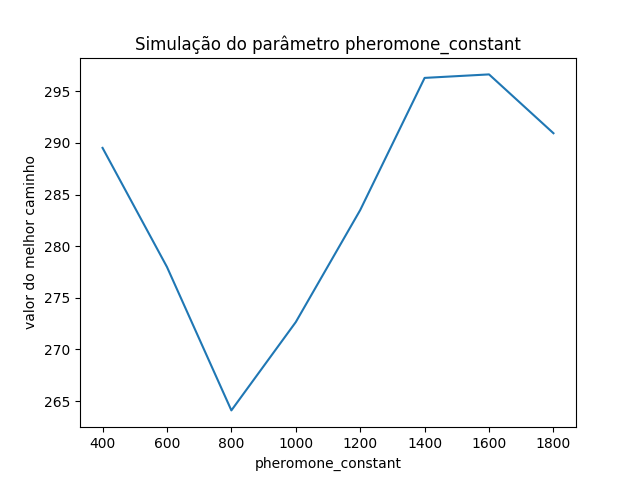 Simulação do parâmetro pheromone_constant
295
290
285
280
275
270
265
valor do melhor caminho
400 600 800 1000 1200 1400 1600 1800
pheromone_constant